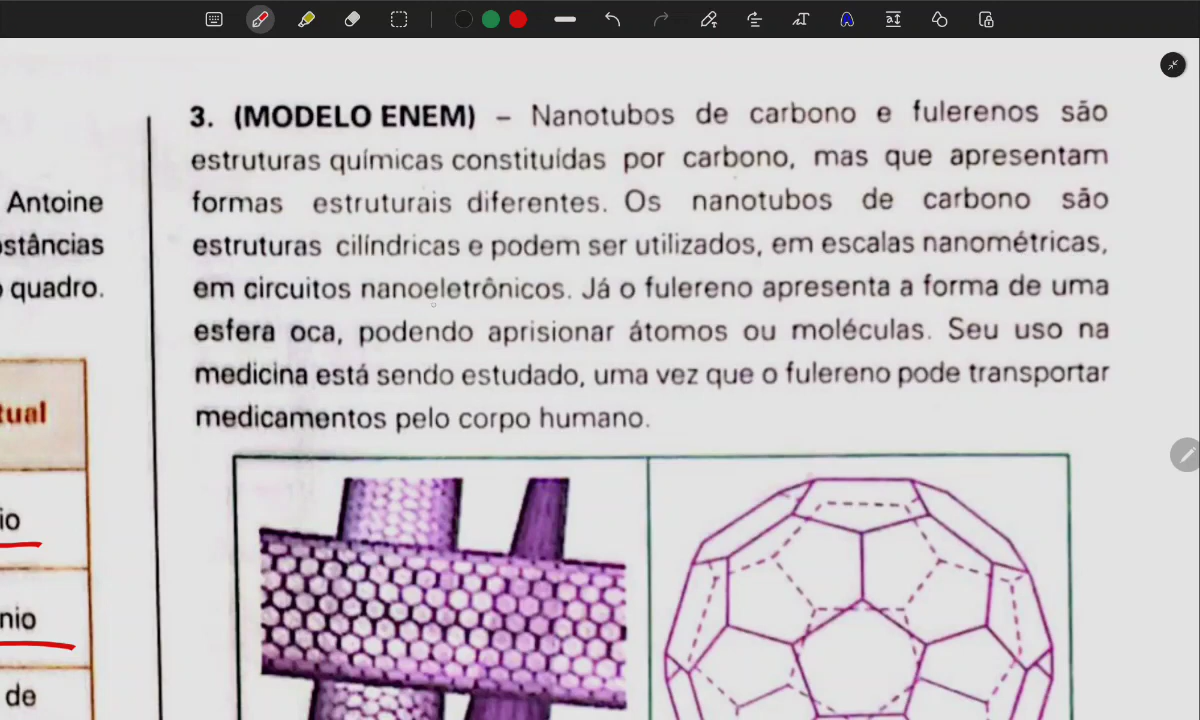 Antoine
stâncias
quadro.
tual
io
nio
de
3. (MODELO ENEM) – Nanotubos de carbono e fulerenos são
estruturas químicas constituídas por carbono, mas que apresentam
formas estruturais diferentes. Os nanotubos de carbono são
estruturas cilíndricas e podem ser utilizados, em escalas nanométricas,
em circuitos nanoeletrônicos. Já o fulereno apresenta a forma de uma
esfera oca, podendo aprisionar átomos ou moléculas. Seu uso na
medicina está sendo estudado, uma vez que o fulereno pode transportar
medicamentos pelo corpo humano.